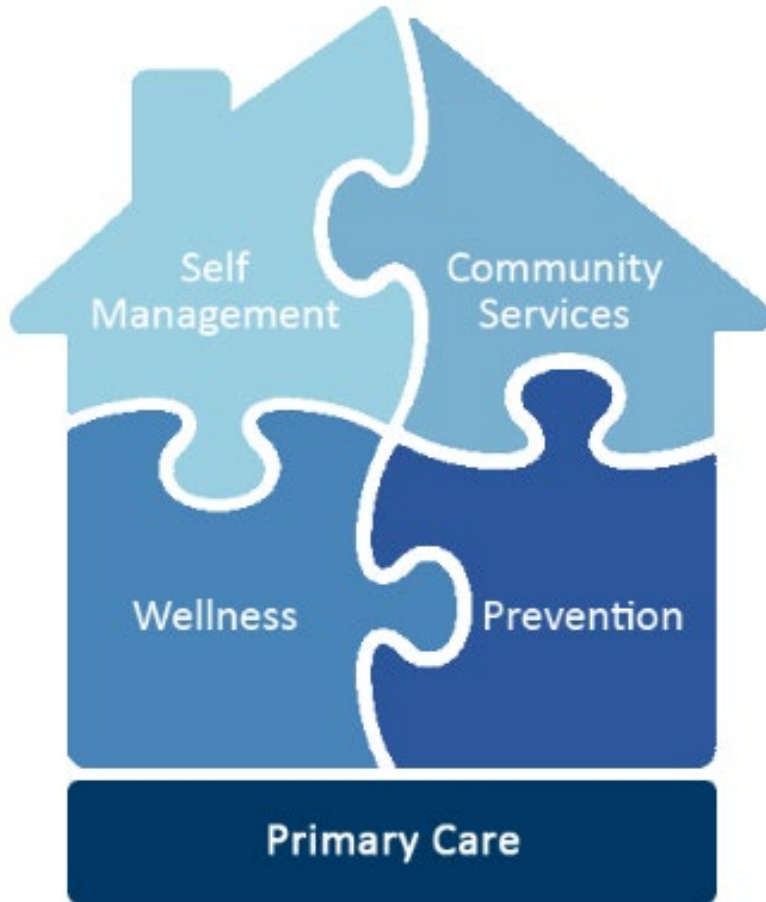 Self
Management
Community
Services
Wellness
Prevention
Primary Care